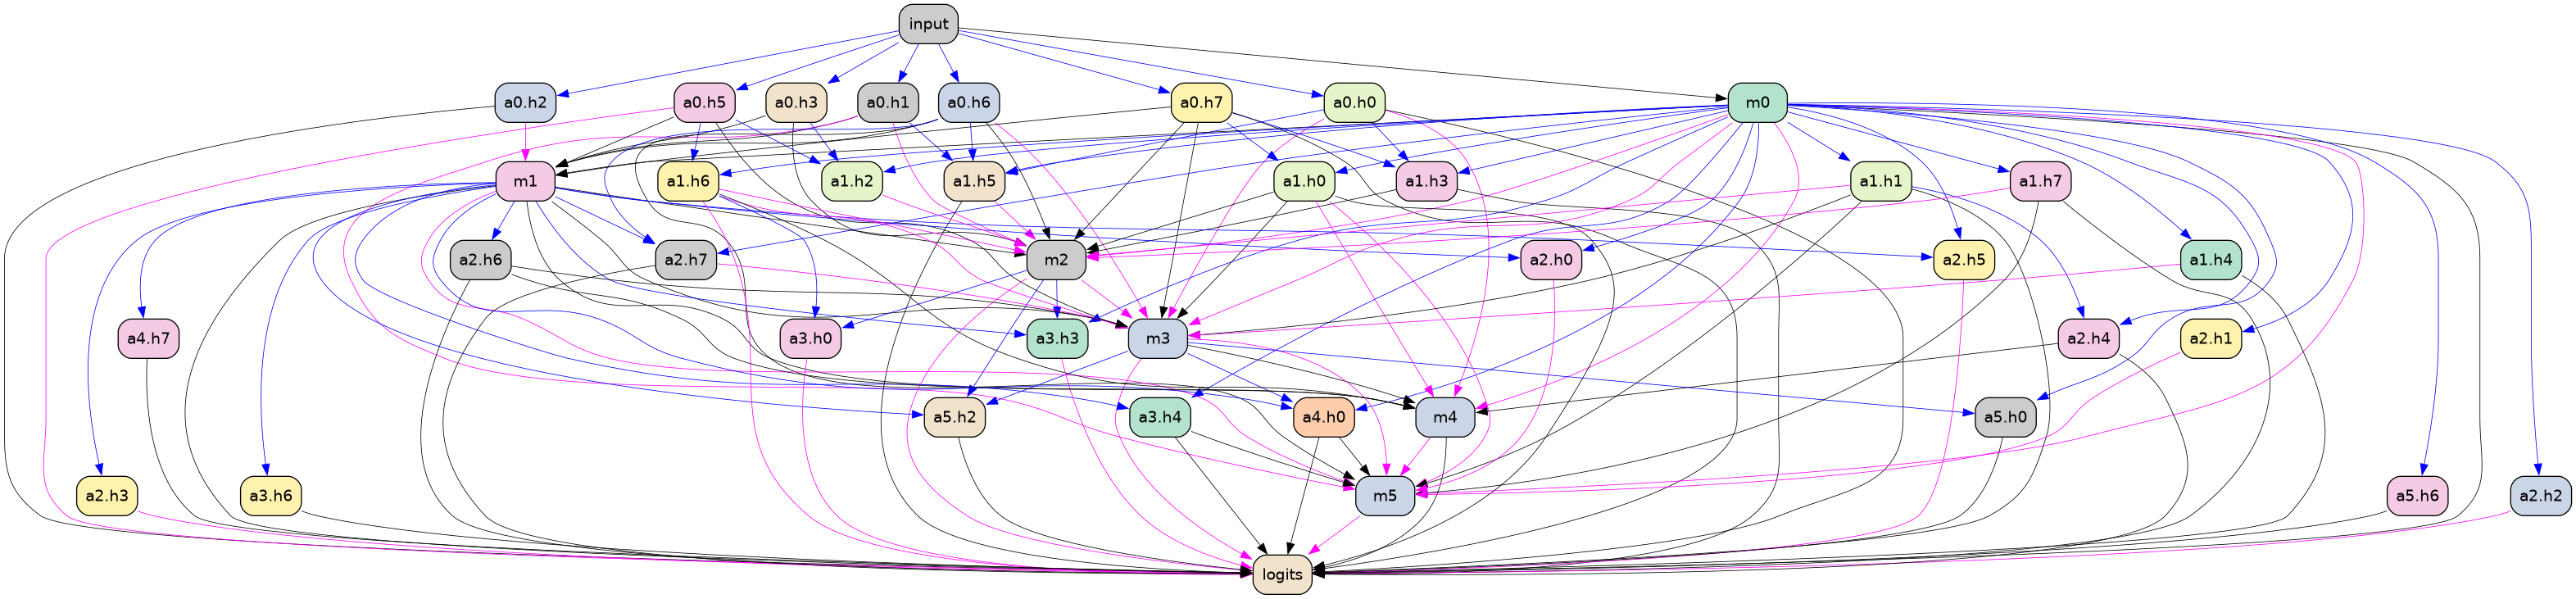 input
a0.h2 a0.h5 a0.h3 a0.h1 a0.h6 a0.h7 a0.h0 m0
m1 a1.h6 a1.h2 a1.h5 a1.h0 a1.h3 a1.h1 a1.h7
a2.h6 a2.h7 m2 a2.h0 a2.h5 a1.h4
a4.h7 a3.h0 a3.h3 m3 a2.h4 a2.h1
a5.h2 a3.h4 a4.h0 m4 a5.h0
a2.h3 a3.h6 m5 a5.h6 a2.h2
logits